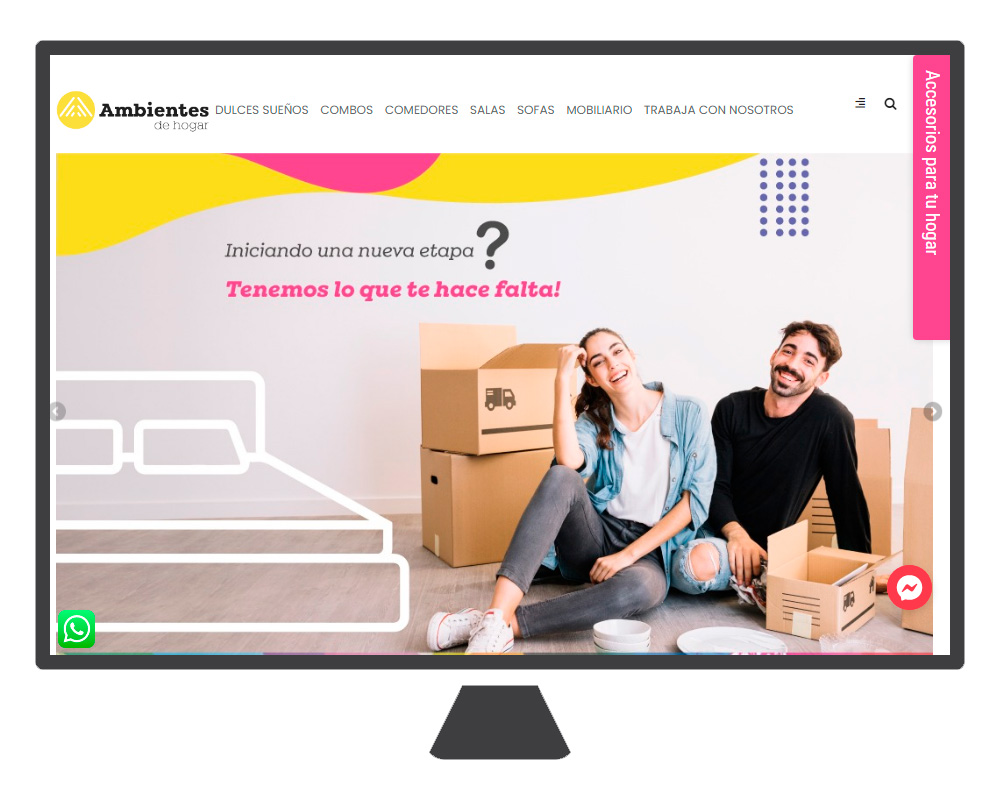 Ambientes
de hogar
DULCES SUEÑOS COMBOS COMEDORES SALAS SOFAS MOBILIARIO TRABAJA CON NOSOTROS
Accesorios para tu hogar
Iniciando una nueva etapa?
Tenemos lo que te hace falta!